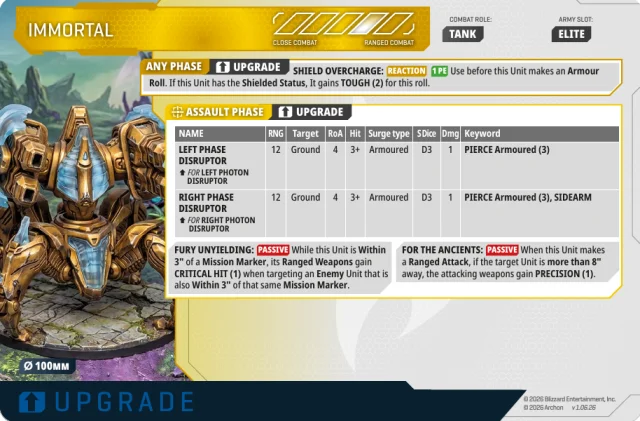 IMMORTAL
CLOSE COMBAT
RANGED COMBAT
COMBAT ROLE:
TANK
ARMY SLOT:
ELITE
ANY PHASE UPGRADE SHIELD OVERCHARGE: REACTION 1 PE Use before this Unit makes an Armour
Roll. If this Unit has the Shielded Status, It gains TOUGH (2) for this roll.
ASSAULT PHASE UPGRADE
NAME RNG Target RoA Hit Surge type SDice Dmg Keyword
LEFT PHASE 12 Ground 4 3+ Armoured D3 1 PIERCE Armoured (3)
DISRUPTOR
FOR LEFT PHOTON
DISRUPTOR
RIGHT PHASE 12 Ground 4 3+ Armoured D3 1 PIERCE Armoured (3), SIDEARM
DISRUPTOR
FOR RIGHT PHOTON
DISRUPTOR
FURY UNYIELDING: PASSIVE While this Unit is Within
3" of a Mission Marker, its Ranged Weapons gain
CRITICAL HIT (1) when targeting an Enemy Unit that is
also Within 3" of that same Mission Marker.
FOR THE ANCIENTS: PASSIVE When this Unit makes
a Ranged Attack, if the target Unit is more than 8"
away, the attacking weapons gain PRECISION (1).
Ø 100MM
UPGRADE
© 2026 Blizzard Entertainment, Inc.
© 2026 Archon v 1.06.26